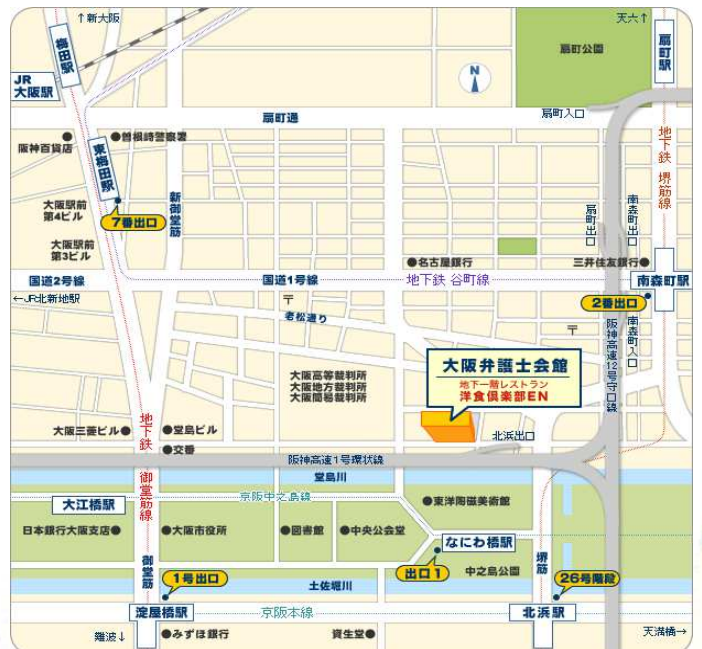 ↑新大阪
天六↑
梅田駅
扇町公園
扇町駅
N
JR
大阪駅
扇町通
扇町入口
阪神百貨店
曽根崎警察署
東梅田駅
地下鉄 堺筋線
大阪駅前
第4ビル
7番出口
新御堂筋
扇町出口
南森町出口
大阪駅前
第3ビル
名古屋銀行
三井住友銀行
国道2号線
国道1号線
地下鉄 谷町線
南森町駅
←JR北新地駅
〒
2番出口
老松通り
〒
南森町入口
阪神高速12号守口線
大阪弁護士会館
地下一階レストラン
洋食倶楽部EN
大阪高等裁判所
大阪地方裁判所
大阪簡易裁判所
大阪三菱ビル
堂島ビル
北浜出口
交番
地下鉄 御堂筋線
阪神高速1号環状線
堂島川
京阪中之島線
東洋陶磁美術館
大江橋駅
日本銀行大阪支店
大阪市役所
図書館
中央公会堂
なにわ橋駅
御堂筋
1号出口
出口1
中之島公園
堺筋
26号階段
土佐堀川
淀屋橋駅
京阪本線
北浜駅
難波↓
みずほ銀行
資生堂
天満橋→